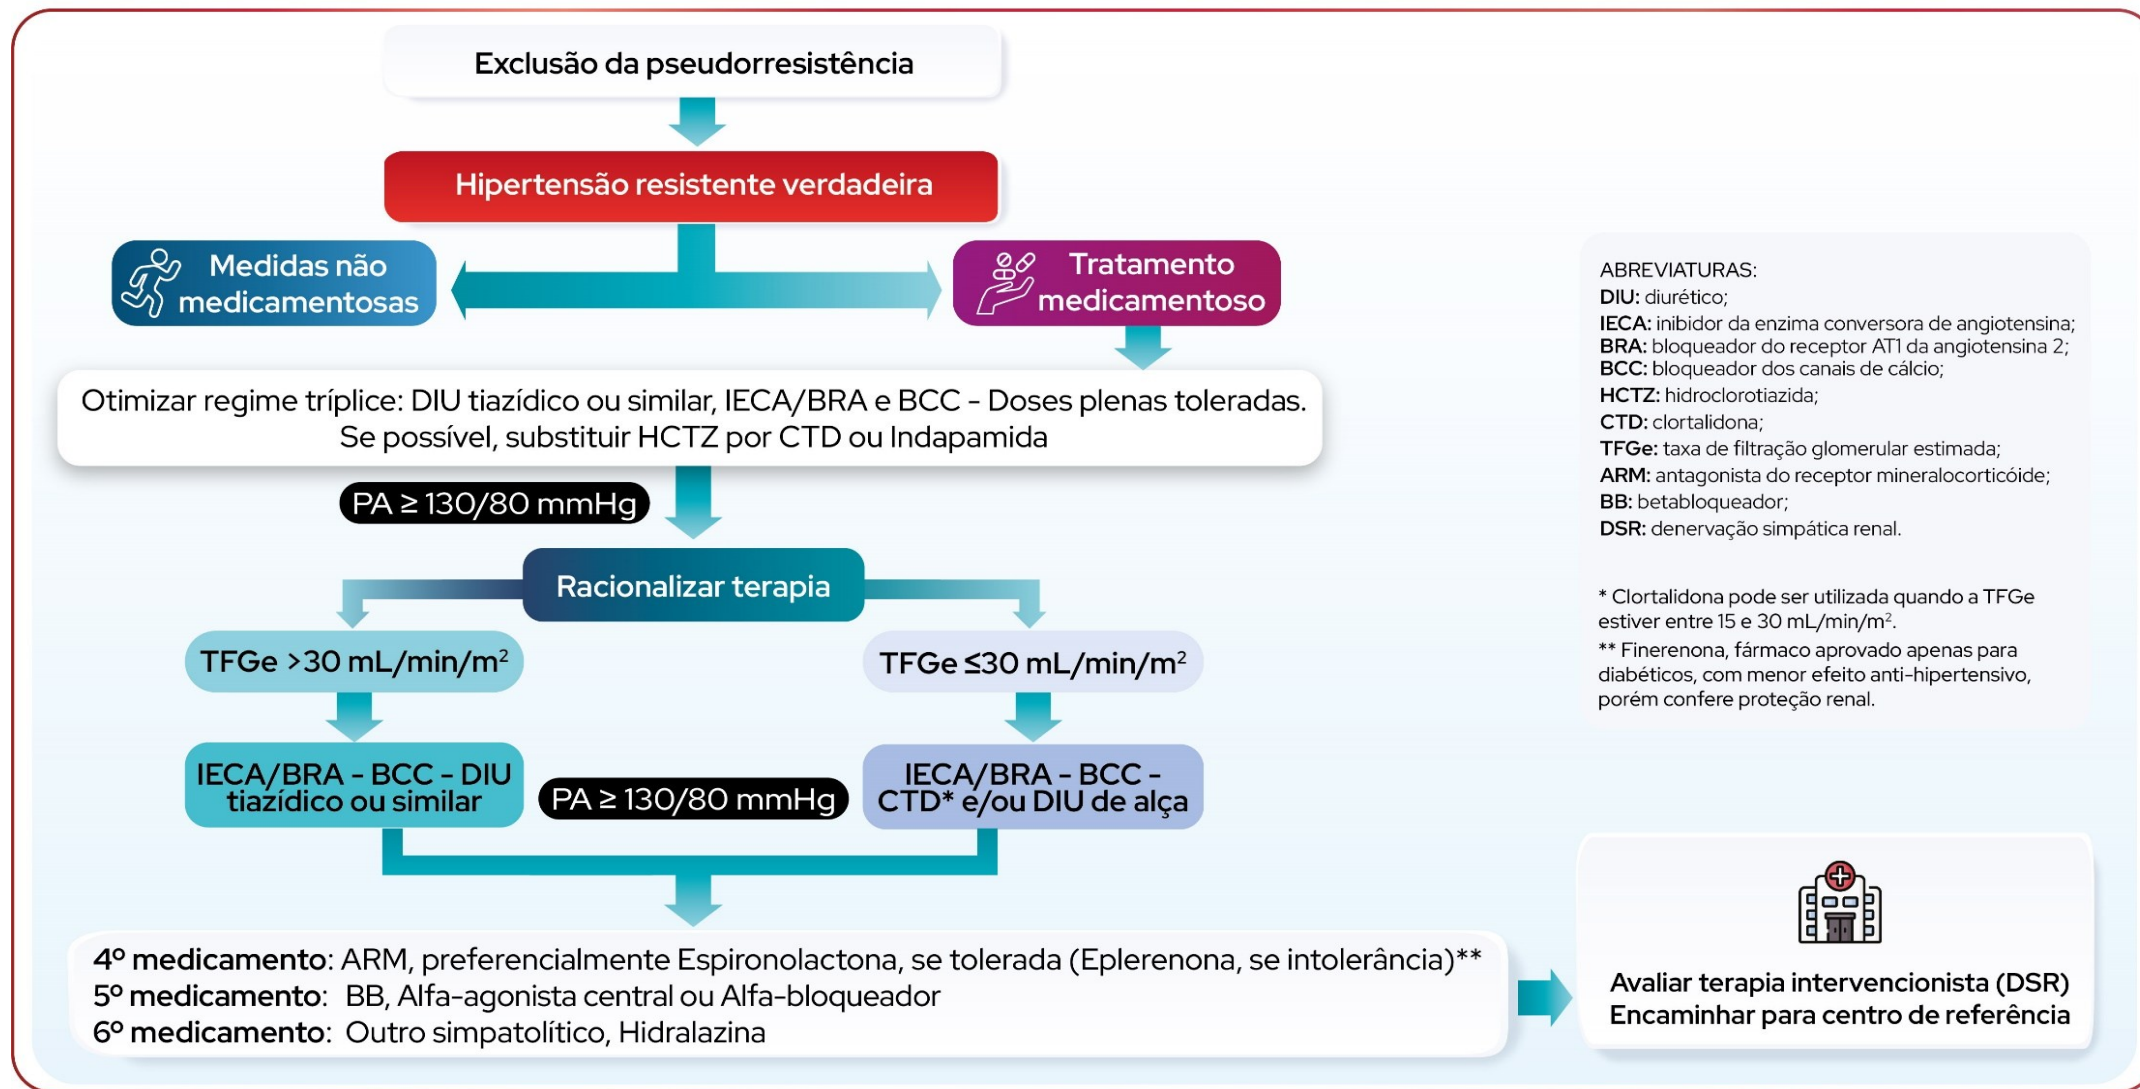 Exclusão da pseudorresistência
Hipertensão resistente verdadeira
Medidas não
medicamentosas
Tratamento
medicamentoso
Otimizar regime tríplice: DIU tiazídico ou similar, IECA/BRA e BCC - Doses plenas toleradas.
Se possível, substituir HCTZ por CTD ou Indapamida
PA ≥ 130/80 mmHg
Racionalizar terapia
TFGe >30 mL/min/m²
TFGe ≤30 mL/min/m²
IECA/BRA - BCC - DIU
tiazídico ou similar
PA ≥ 130/80 mmHg
IECA/BRA - BCC -
CTD* e/ou DIU de alça
4º medicamento: ARM, preferencialmente Espironolactona, se tolerada (Eplerenona, se intolerância)**
5º medicamento: BB, Alfa-agonista central ou Alfa-bloqueador
6º medicamento: Outro simpatolítico, Hidralazina
ABREVIATURAS:
DIU: diurético;
IECA: inibidor da enzima conversora de angiotensina;
BRA: bloqueador do receptor AT1 da angiotensina 2;
BCC: bloqueador dos canais de cálcio;
HCTZ: hidroclorotiazida;
CTD: clortalidona;
TFGe: taxa de filtração glomerular estimada;
ARM: antagonista do receptor mineralocorticóide;
BB: betabloqueador;
DSR: denervação simpática renal.
* Clortalidona pode ser utilizada quando a TFGe
estiver entre 15 e 30 mL/min/m².
** Finerenona, fármaco aprovado apenas para
diabéticos, com menor efeito anti-hipertensivo,
porém confere proteção renal.
Avaliar terapia intervencionista (DSR)
Encaminhar para centro de referência